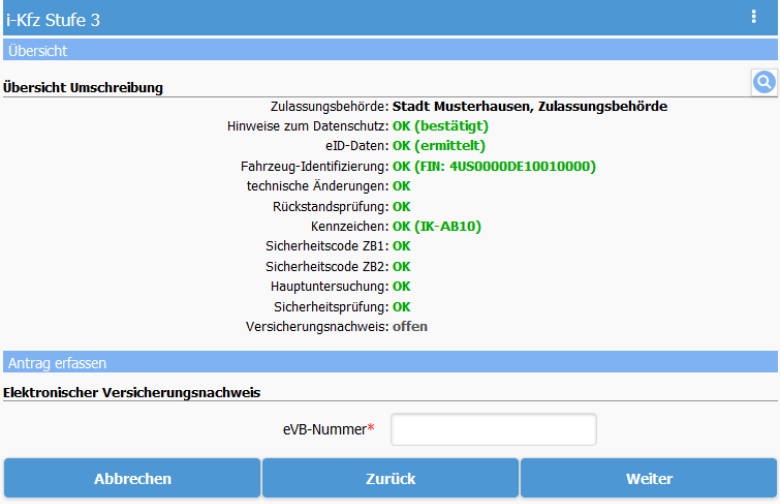 i-Kfz Stufe 3
Übersicht
Übersicht Umschreibung
Zulassungsbehörde: Stadt Musterhausen, Zulassungsbehörde
Hinweise zum Datenschutz: OK (bestätigt)
eID-Daten: OK (ermittelt)
Fahrzeug-Identifizierung: OK (FIN: 4US0000DE10010000)
technische Änderungen: OK
Rückstandsprüfung: OK
Kennzeichen: OK (IK-AB10)
Sicherheitscode ZB1: OK
Sicherheitscode ZB2: OK
Hauptuntersuchung: OK
Sicherheitsprüfung: OK
Versicherungsnachweis: offen
Antrag erfassen
Elektronischer Versicherungsnachweis
eVB-Nummer*
Abbrechen Zurück Weiter